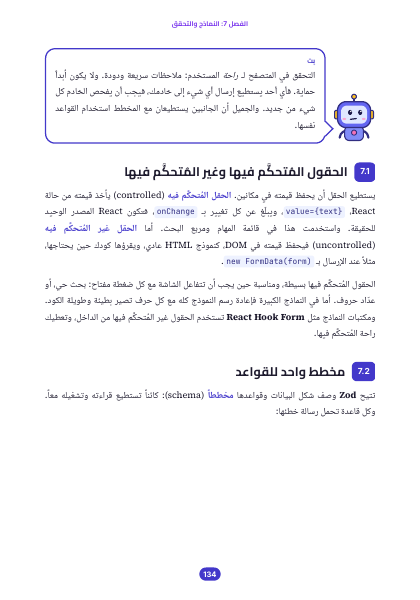 الفصل 7: النماذج والتحقق
بت
التحقق في المتصفح لـ راحة المستخدم: ملاحظات سريعة ودودة. ولا يكون أبداً
حماية. فأي أحد يستطيع إرسال أي شيء إلى خادمك، فيجب أن يفحص الخادم كل
شيء من جديد. والجميل أن الجانبين يستطيعان مع المخطط استخدام القواعد
نفسها.
7.1 الحقول المُتحكَّم فيها وغير المُتحكَّم فيها
يستطيع الحقل أن يحفظ قيمته في مكانين. الحقل المُتحكَّم فيه (controlled) يأخذ قيمته من حالة
React، value={text}، ويبلّغ عن كل تغيير بـ onChange، فتكون React المصدر الوحيد
للحقيقة. واستخدمت هذا في قائمة المهام ومربع البحث. أما الحقل غير المُتحكَّم فيه
(uncontrolled) فيحفظ قيمته في DOM، كنموذج HTML عادي، ويقرؤها كودك حين يحتاجها،
مثلاً عند الإرسال بـ new FormData(form).
الحقول المُتحكَّم فيها بسيطة، ومناسبة حين يجب أن تتفاعل الشاشة مع كل ضغطة مفتاح: بحث حي، أو
عدّاد حروف. أما في النماذج الكبيرة فإعادة رسم النموذج كله مع كل حرف تصير بطيئة وطويلة الكود.
ومكتبات النماذج مثل React Hook Form تستخدم الحقول غير المُتحكَّم فيها من الداخل، وتعطيك
راحة المُتحكَّم فيها.
7.2 مخطط واحد للقواعد
تتيح Zod وصف شكل البيانات وقواعدها مخططاً (schema): كائناً تستطيع قراءته وتشغيله معاً.
وكل قاعدة تحمل رسالة خطئها:
134